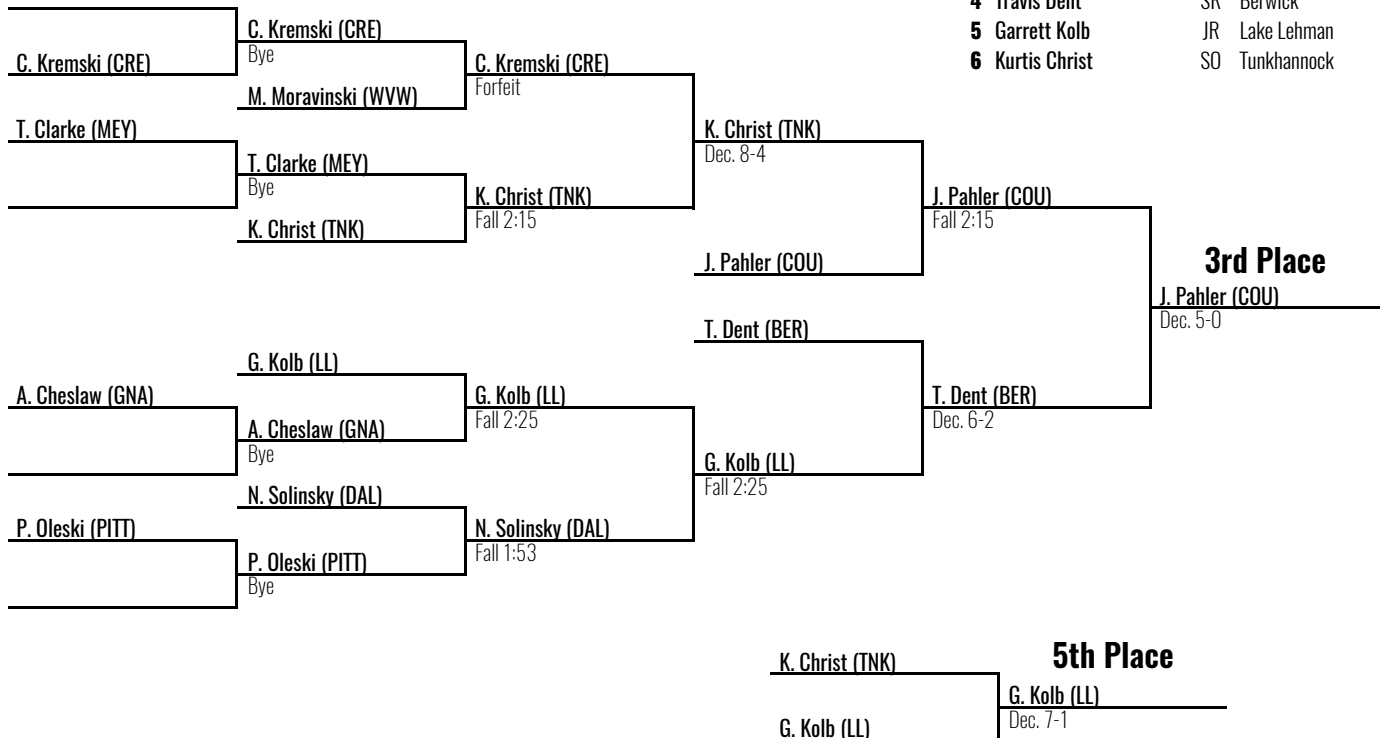 4 Travis Dent SR Berwick
5 Garrett Kolb JR Lake Lehman
6 Kurtis Christ SO Tunkhannock
C. Kremski (CRE)
C. Kremski (CRE)
Bye
M. Moravinski (WVW)
C. Kremski (CRE)
Forfeit
T. Clarke (MEY)
T. Clarke (MEY)
Bye
K. Christ (TNK)
K. Christ (TNK)
Fall 2:15
K. Christ (TNK)
Dec. 8-4
J. Pahler (COU)
J. Pahler (COU)
Fall 2:15
3rd Place
J. Pahler (COU)
Dec. 5-0
T. Dent (BER)
T. Dent (BER)
Dec. 6-2
G. Kolb (LL)
A. Cheslaw (GNA)
A. Cheslaw (GNA)
Bye
G. Kolb (LL)
Fall 2:25
G. Kolb (LL)
Fall 2:25
N. Solinsky (DAL)
P. Oleski (PITT)
P. Oleski (PITT)
Bye
N. Solinsky (DAL)
Fall 1:53
5th Place
K. Christ (TNK)
G. Kolb (LL)
G. Kolb (LL)
Dec. 7-1